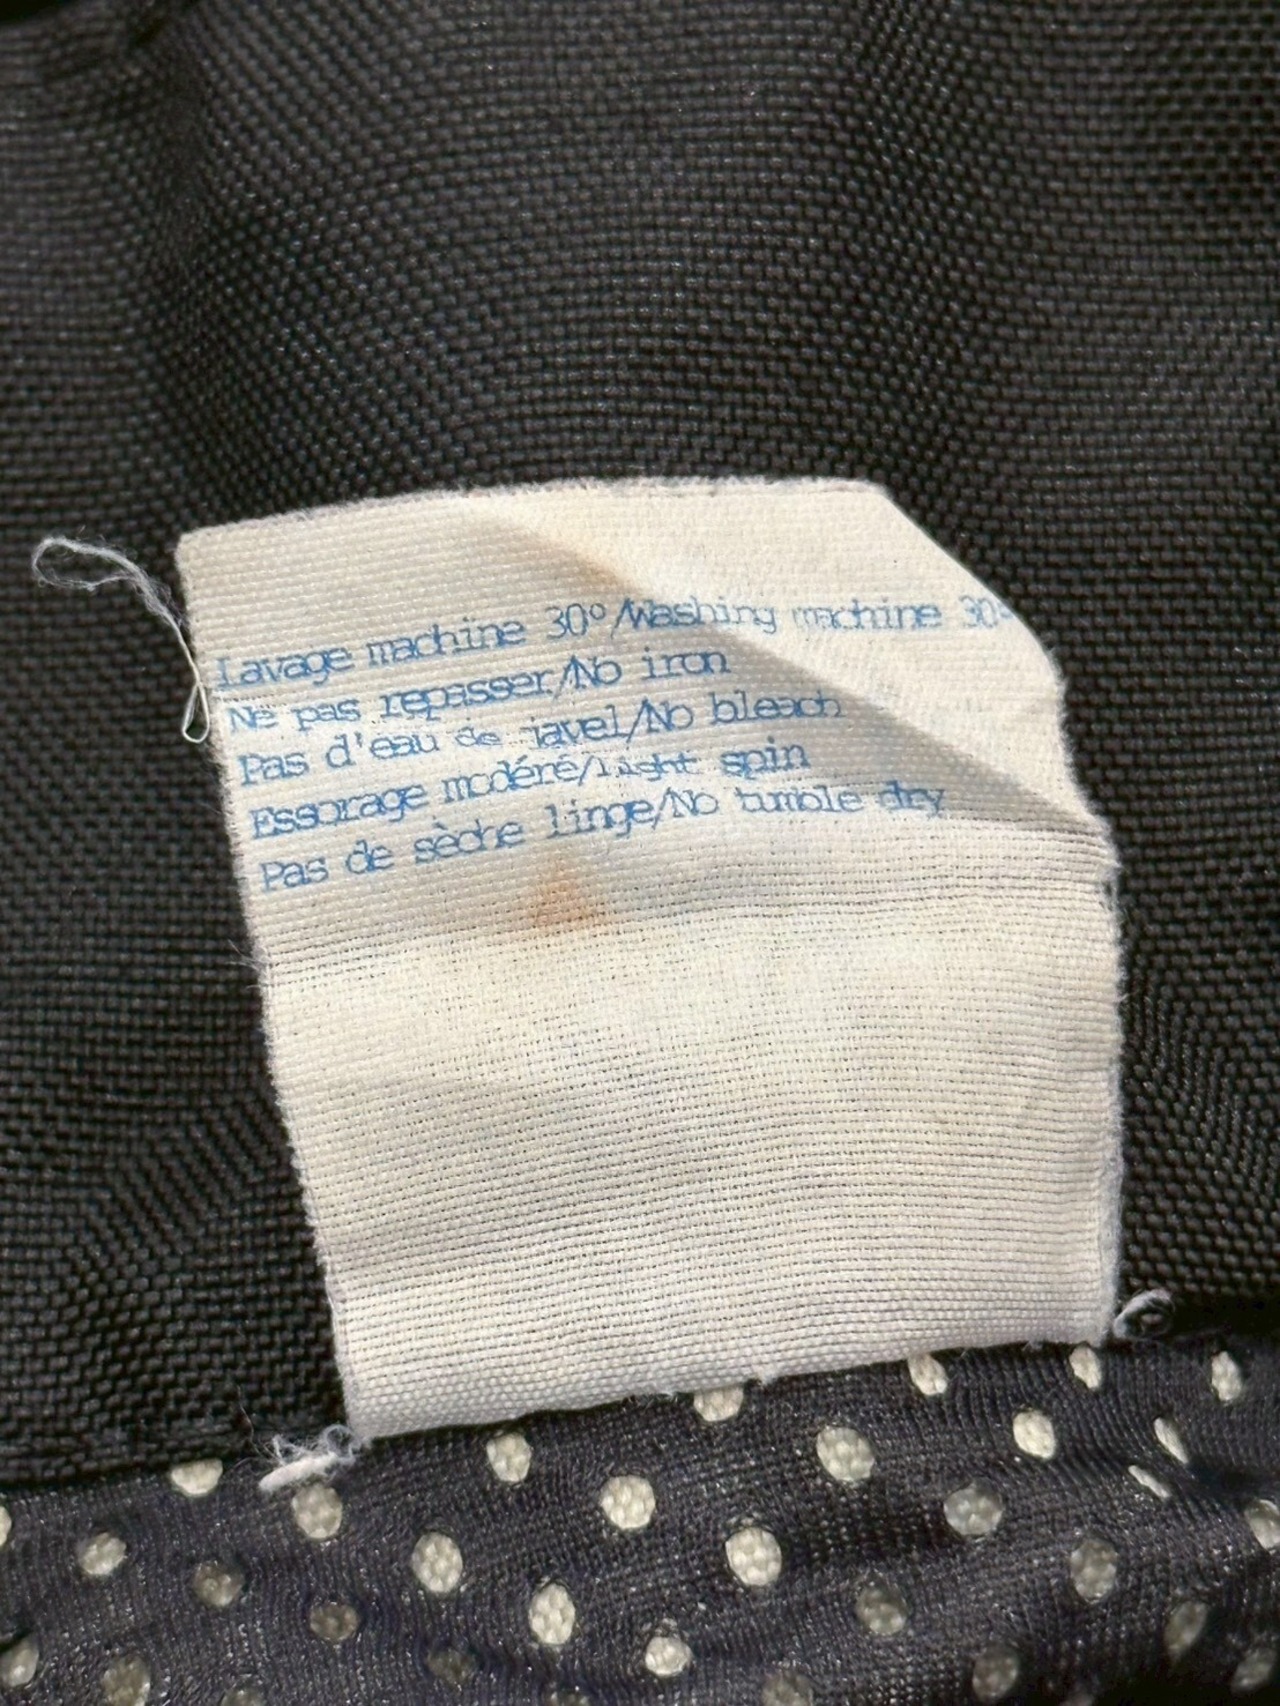 Lavage machine 30°/Washing machine 30°
Ne pas repasser/No iron
Pas d'eau de javel/No bleach
Essorage modéré/Light spin
Pas de sèche linge/No tumble dry